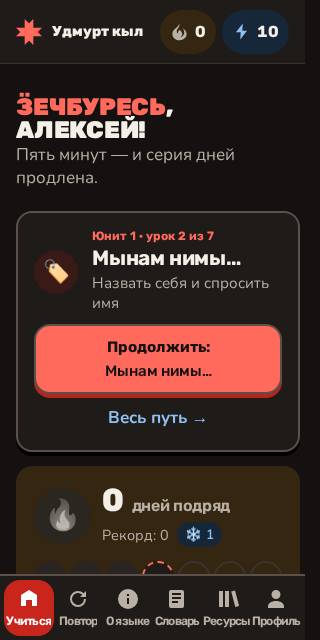 Удмурт кыл
0
10
ӞЕЧБУРЕСЬ,
АЛЕКСЕЙ!
Пять минут — и серия дней
продлена.
Юнит 1 • урок 2 из 7
Мынам нимы...
Назвать себя и спросить
имя
Продолжить:
Мынам нимы...
Весь путь →
0 дней подряд
Рекорд: 0
1
Учиться
Повтор
О языке
Словарь
Ресурсы
Профиль